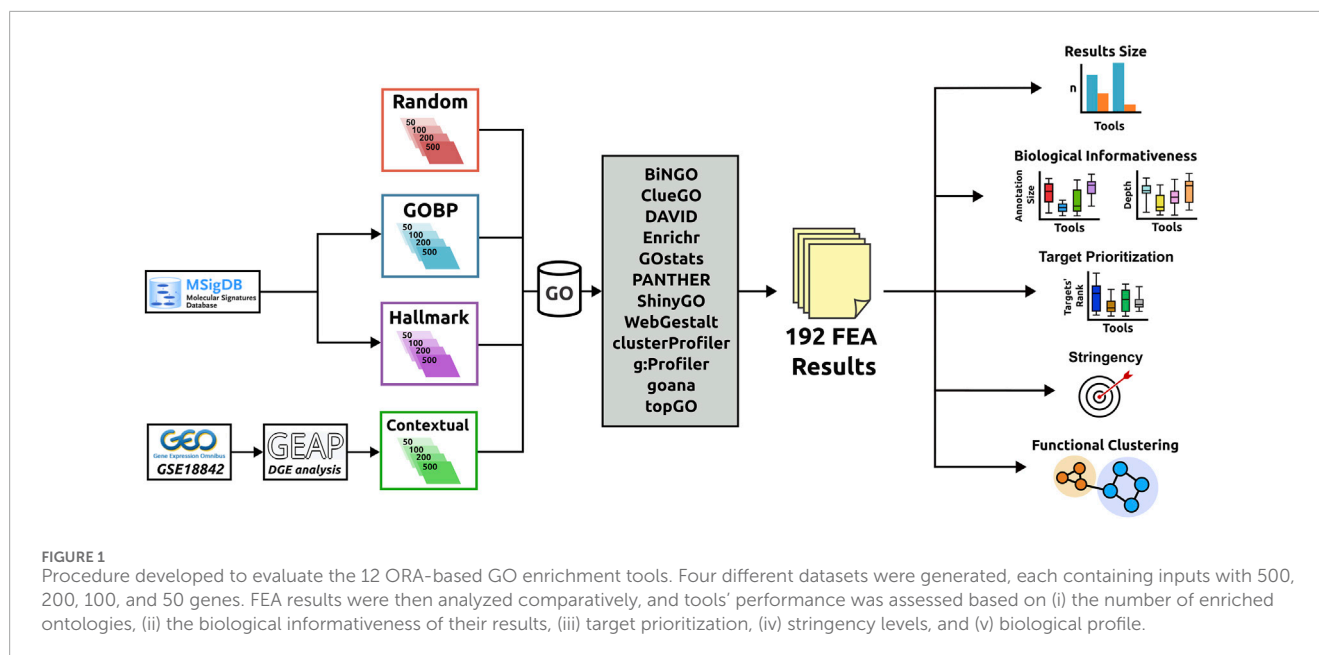 Random
50
100
200
500
GOBP
50
100
200
500
MSigDB
Molecular Signatures
Database
Hallmark
50
100
200
500
GEO
Gene Expression Omnibus
GSE18842
GEAP
DGE analysis
Contextual
50
100
200
500
GO
BiNGO
ClueGO
DAVID
Enrichr
GOstats
PANTHER
ShinyGO
WebGestalt
clusterProfiler
g:Profiler
goana
topGO
192 FEA
Results
Results Size
n
Tools
Biological Informativeness
Annotation
Size
Tools
Depth
Tools
Target Prioritization
Targets'
Rank
Tools
Stringency
Functional Clustering
FIGURE 1
Procedure developed to evaluate the 12 ORA-based GO enrichment tools. Four different datasets were generated, each containing inputs with 500,
200, 100, and 50 genes. FEA results were then analyzed comparatively, and tools' performance was assessed based on (i) the number of enriched
ontologies, (ii) the biological informativeness of their results, (iii) target prioritization, (iv) stringency levels, and (v) biological profile.